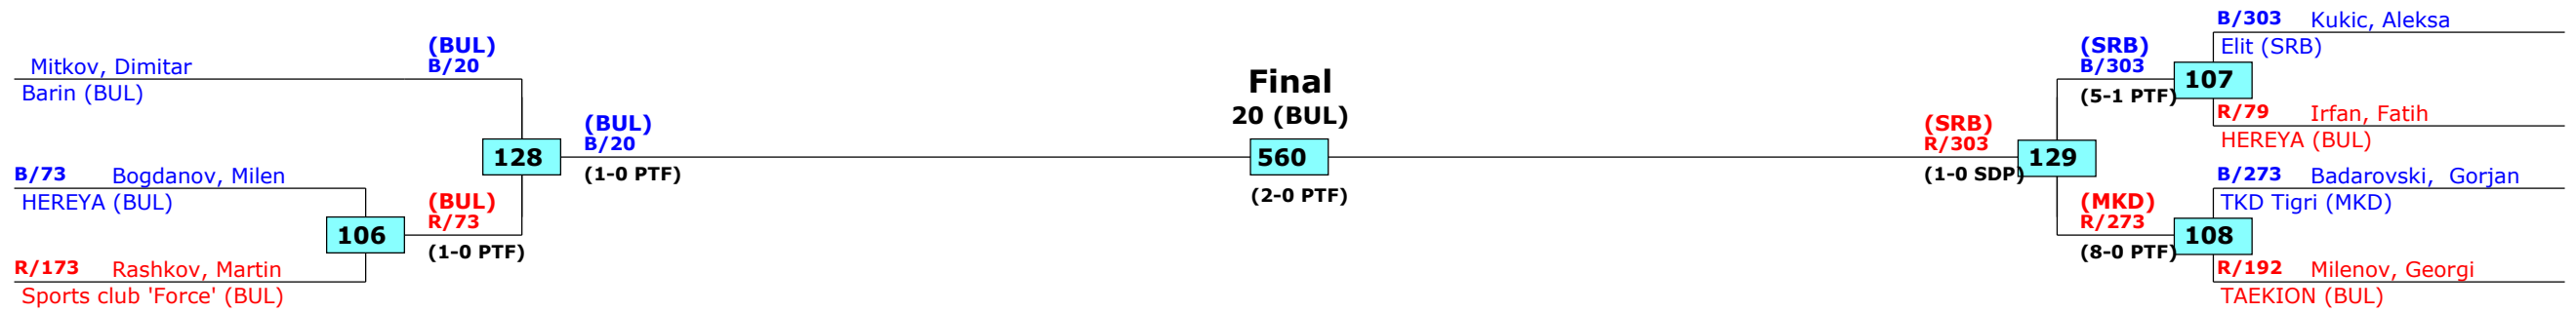 Mitkov, Dimitar
Barin (BUL)
(BUL)
B/20
B/73 Bogdanov, Milen
HEREYA (BUL)
R/173 Rashkov, Martin
Sports club 'Force' (BUL)
106
(BUL)
R/73
(1-0 PTF)
128
(BUL)
B/20
(1-0 PTF)
Final
20 (BUL)
560
(2-0 PTF)
(SRB)
R/303
(1-0 SDP)
129
(SRB)
B/303
(5-1 PTF)
(MKD)
R/273
(8-0 PTF)
107
108
B/303 Kukic, Aleksa
Elit (SRB)
R/79 Irfan, Fatih
HEREYA (BUL)
B/273 Badarovski, Gorjan
TKD Tigri (MKD)
R/192 Milenov, Georgi
TAEKION (BUL)